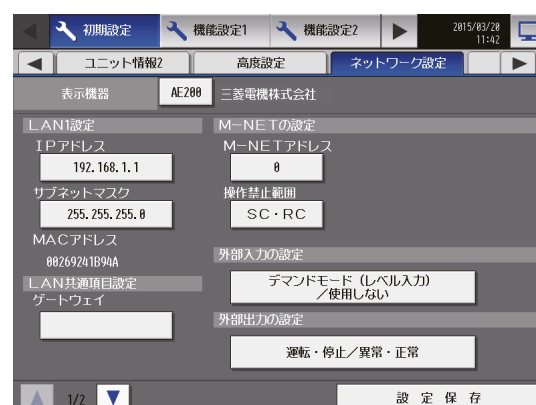 初期設定 機能設定1 機能設定2 2015/03/20
11:42
ユニット情報2 高度設定 ネットワーク設定
表示機器 AE200 三菱電機株式会社
LAN1設定
IPアドレス
192.168.1.1
サブネットマスク
255.255.255.0
MACアドレス
00269241B94A
LAN共通項目設定
ゲートウェイ
M-NETの設定
M-NETアドレス
0
操作禁止範囲
SC・RC
外部入力の設定
デマンドモード (レベル入力)
/使用しない
外部出力の設定
運転・停止/異常・正常
1/2 設定保存